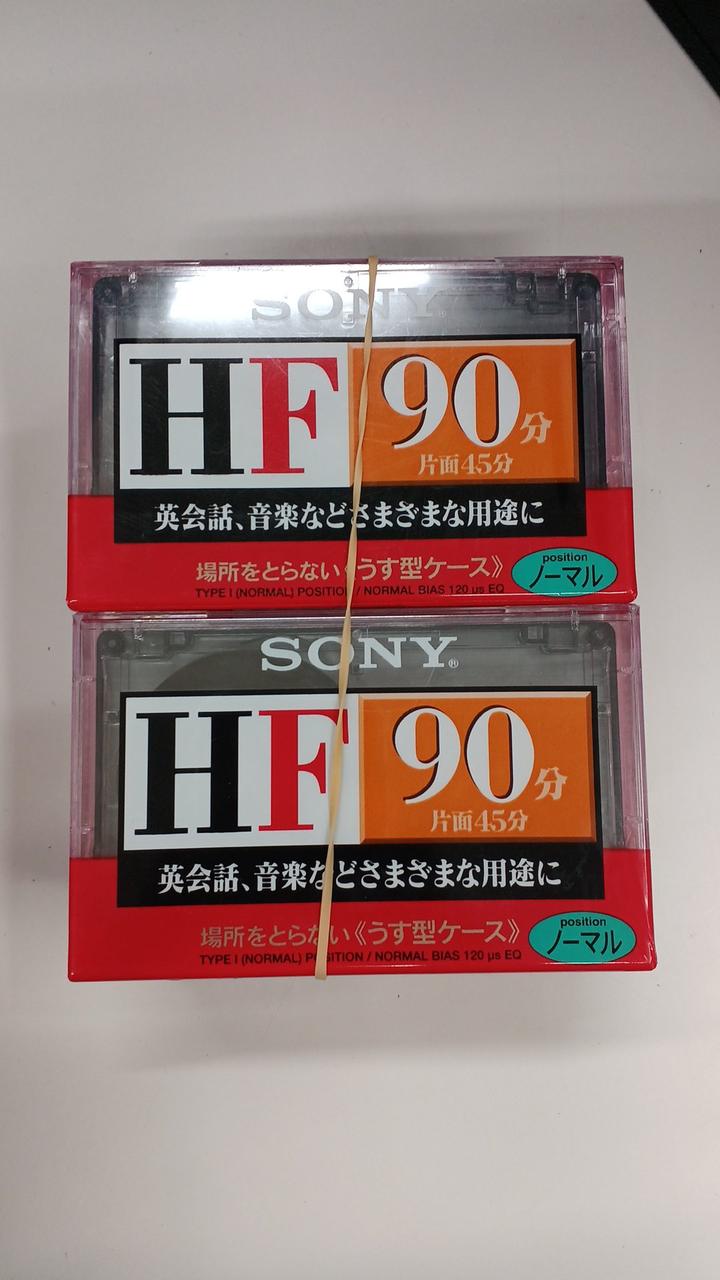 SONY
HF 90分
片面45分
英会話、音楽などさまざまな用途に
場所をとらない《うす型ケース》
position
ノーマル
TYPE I (NORMAL) POSITION / NORMAL BIAS 120 µs EQ
SONY®
HF 90分
片面45分
英会話、音楽などさまざまな用途に
場所をとらない《うす型ケース》
position
ノーマル
TYPE I (NORMAL) POSITION / NORMAL BIAS 120 µs EQ